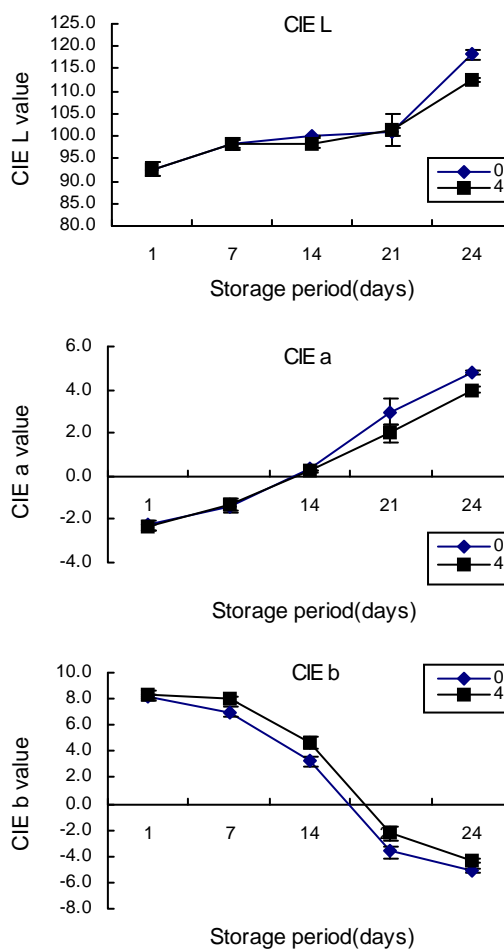 CIE L
125.0
120.0
115.0
110.0
105.0
100.0
95.0
90.0
85.0
80.0
CIE L value
0
4
1 7 14 21 24
Storage period(days)
CIE a
6.0
4.0
2.0
0.0
-2.0
-4.0
CIE a value
1 7 14 21 24
0
4
Storage period(days)
CIE b
10.0
8.0
6.0
4.0
2.0
0.0
-2.0
-4.0
-6.0
-8.0
CIE b value
0
4
1 7 14 24
Storage period(days)